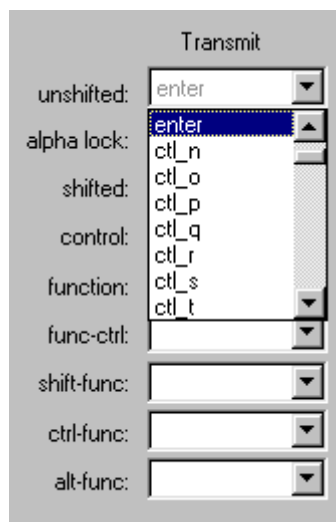 Transmit
unshifted: enter
enter
alpha lock:
ctl_n
ctl_o
shifted:
ctl_p
control:
ctl_q
ctl_r
function:
ctl_s
ctl_t
func-ctrl:
shift-func:
ctrl-func:
alt-func: